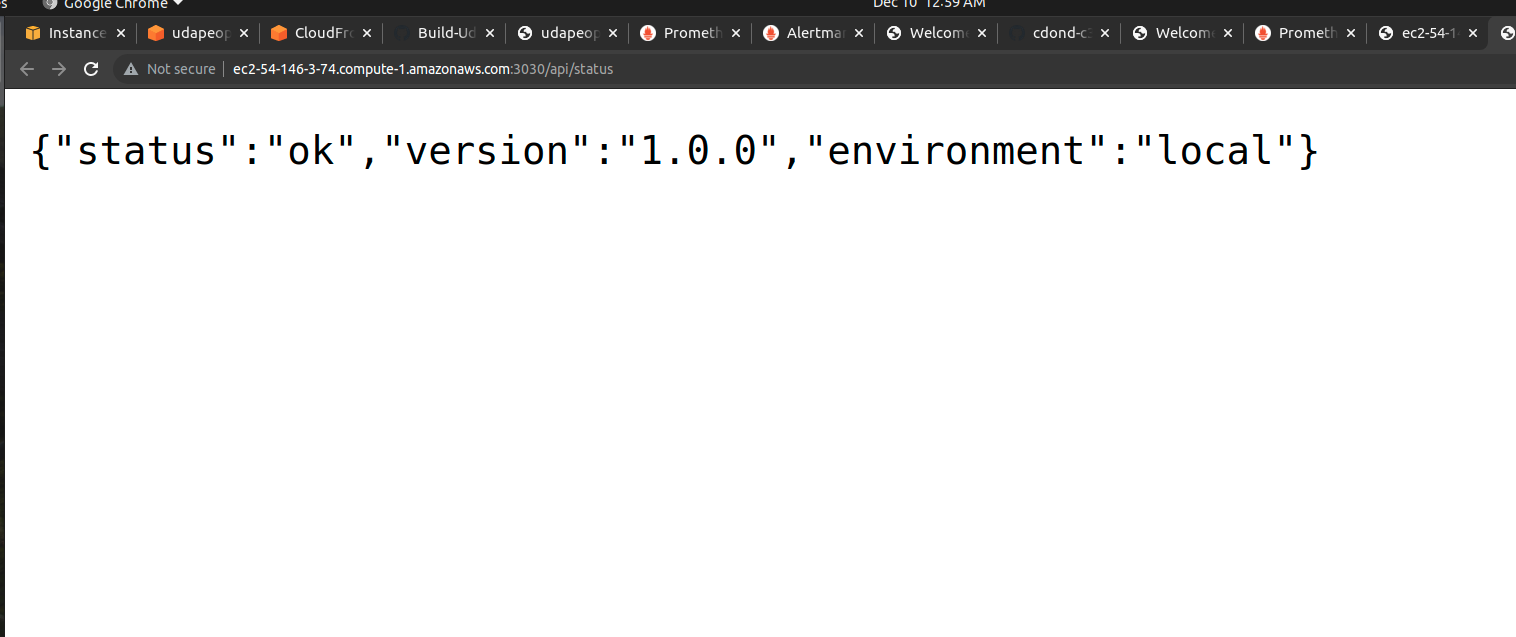 Google Chrome
Dec 10 12:59 AM
Instance
udapeop
CloudFr
Build-Ud
udapeop
Prometh
Alertma
Welcom
cdond-c
Welcom
Prometh
ec2-54-1
Not secure
ec2-54-146-3-74.compute-1.amazonaws.com:3030/api/status
{"status":"ok","version":"1.0.0","environment":"local"}